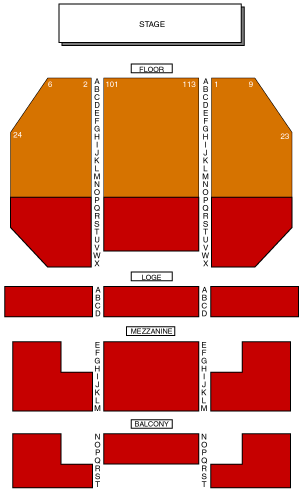 STAGE
FLOOR
6 2 101 113 1 9
24 23
A A
B B
C C
D D
E E
F F
G G
H H
I I
J J
K K
L L
M M
N N
O O
P P
Q Q
R R
S S
T T
U U
V V
W W
X X
LOGE
A A
B B
C C
D D
MEZZANINE
E E
F F
G G
H H
I I
J J
K K
L L
M M
BALCONY
N N
O O
P P
Q Q
R R
S S
T T